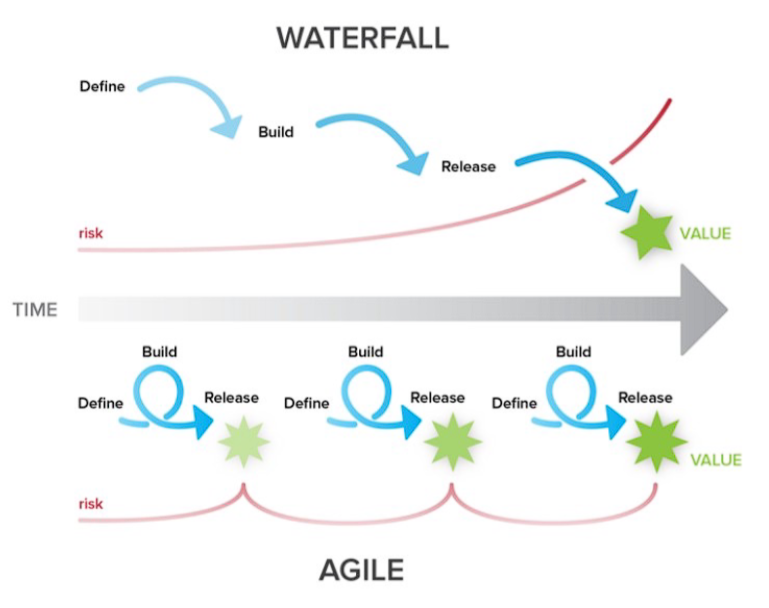 WATERFALL
Define
Build
Release
risk
VALUE
TIME
Build
Build
Build
Define
Release
Define
Release
Define
Release
VALUE
risk
AGILE